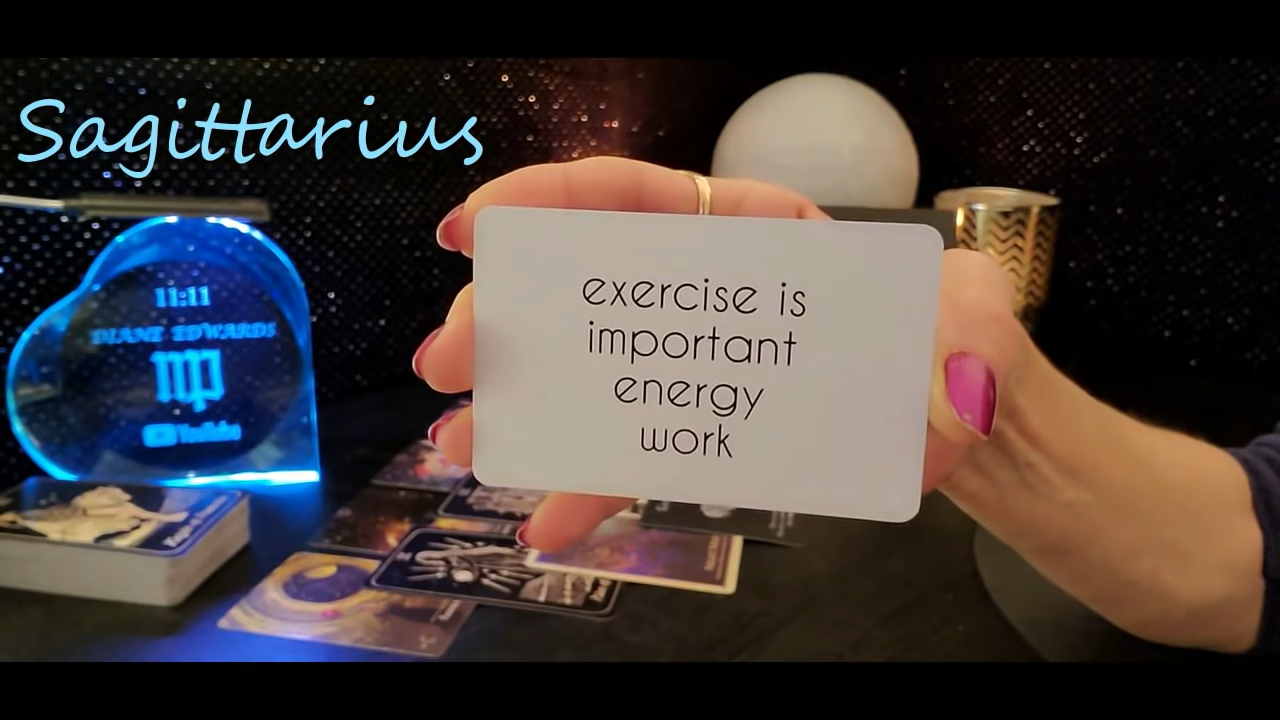 Sagittarius
11:11
DIANE EDWARDS
YouTube
exercise is
important
energy
work